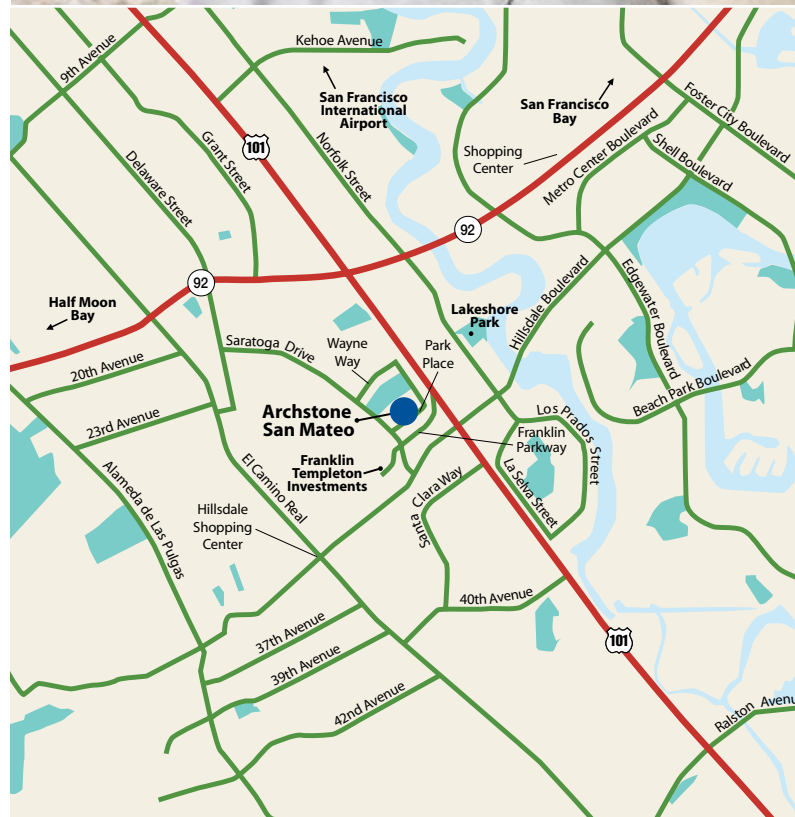 Kehoe Avenue
9th Avenue
San Francisco
International
Airport
San Francisco
Bay
Foster City Boulevard
101
Grant Street
Norfolk Street
Shopping
Center
Metro Center Boulevard
Shell Boulevard
Delaware Street
92
92
Half Moon
Bay
Edgewater Boulevard
Hillsdale Boulevard
Lakeshore
Park
Saratoga Drive
Wayne
Way
Park
Place
20th Avenue
Beach Park Boulevard
Archstone
San Mateo
23rd Avenue
Los Prados Street
Franklin
Parkway
Franklin
Templeton
Investments
La Selva Street
El Camino Real
Alameda de Las Pulgas
Santa Clara Way
Hillsdale
Shopping
Center
40th Avenue
37th Avenue
101
39th Avenue
42nd Avenue
Ralston Avenu